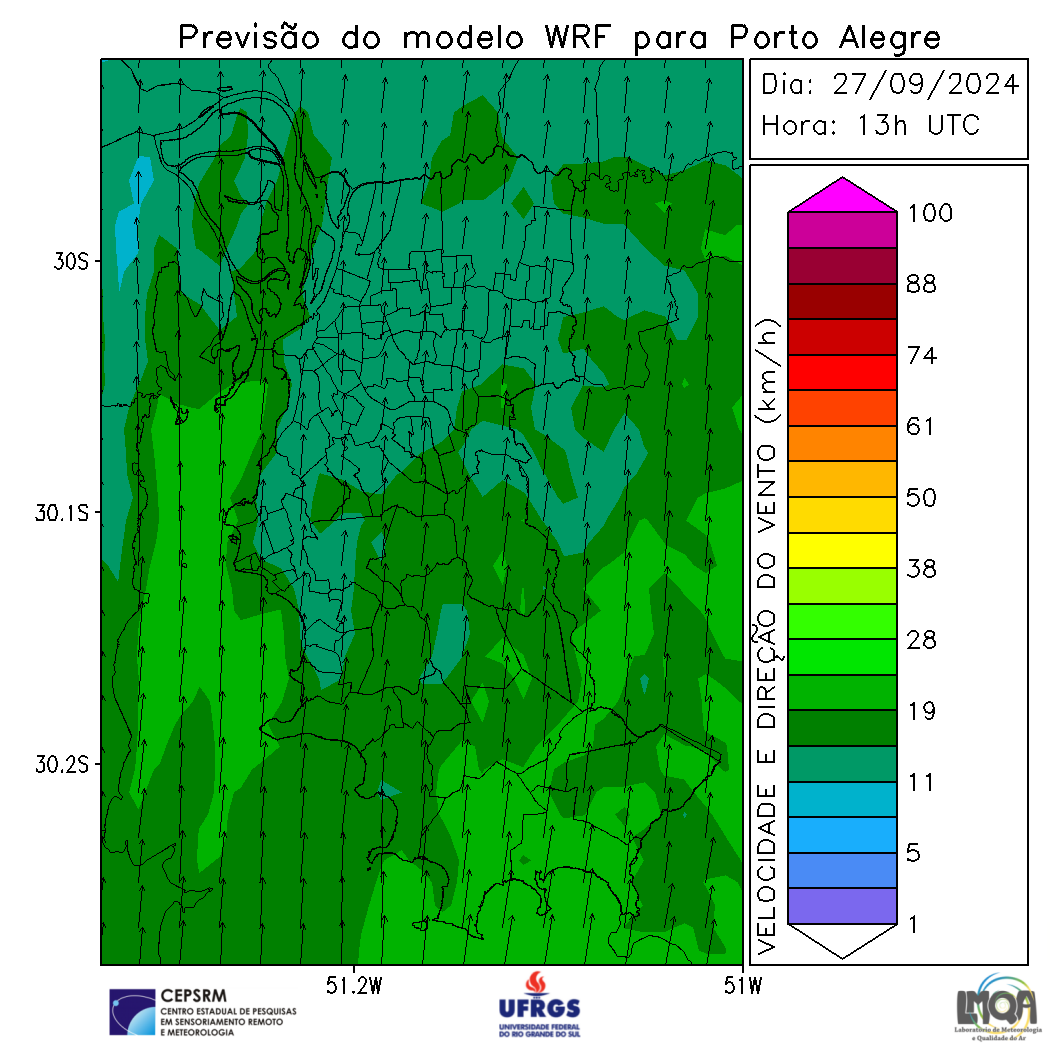 Previsão do modelo WRF para Porto Alegre
Dia: 27/09/2024
Hora: 13h UTC
100
88
74
61
50
38
28
19
11
5
1
VELOCIDADE E DIREÇÃO DO VENTO (km/h)
30S
30.1S
30.2S
51.2W
51W
CEPSRM
CENTRO ESTADUAL DE PESQUISAS
EM SENSORIAMENTO REMOTO
E METEOROLOGIA
UFRGS
UNIVERSIDADE FEDERAL
DO RIO GRANDE DO SUL
LMQA
Laboratório de Meteorologia
e Qualidade do Ar